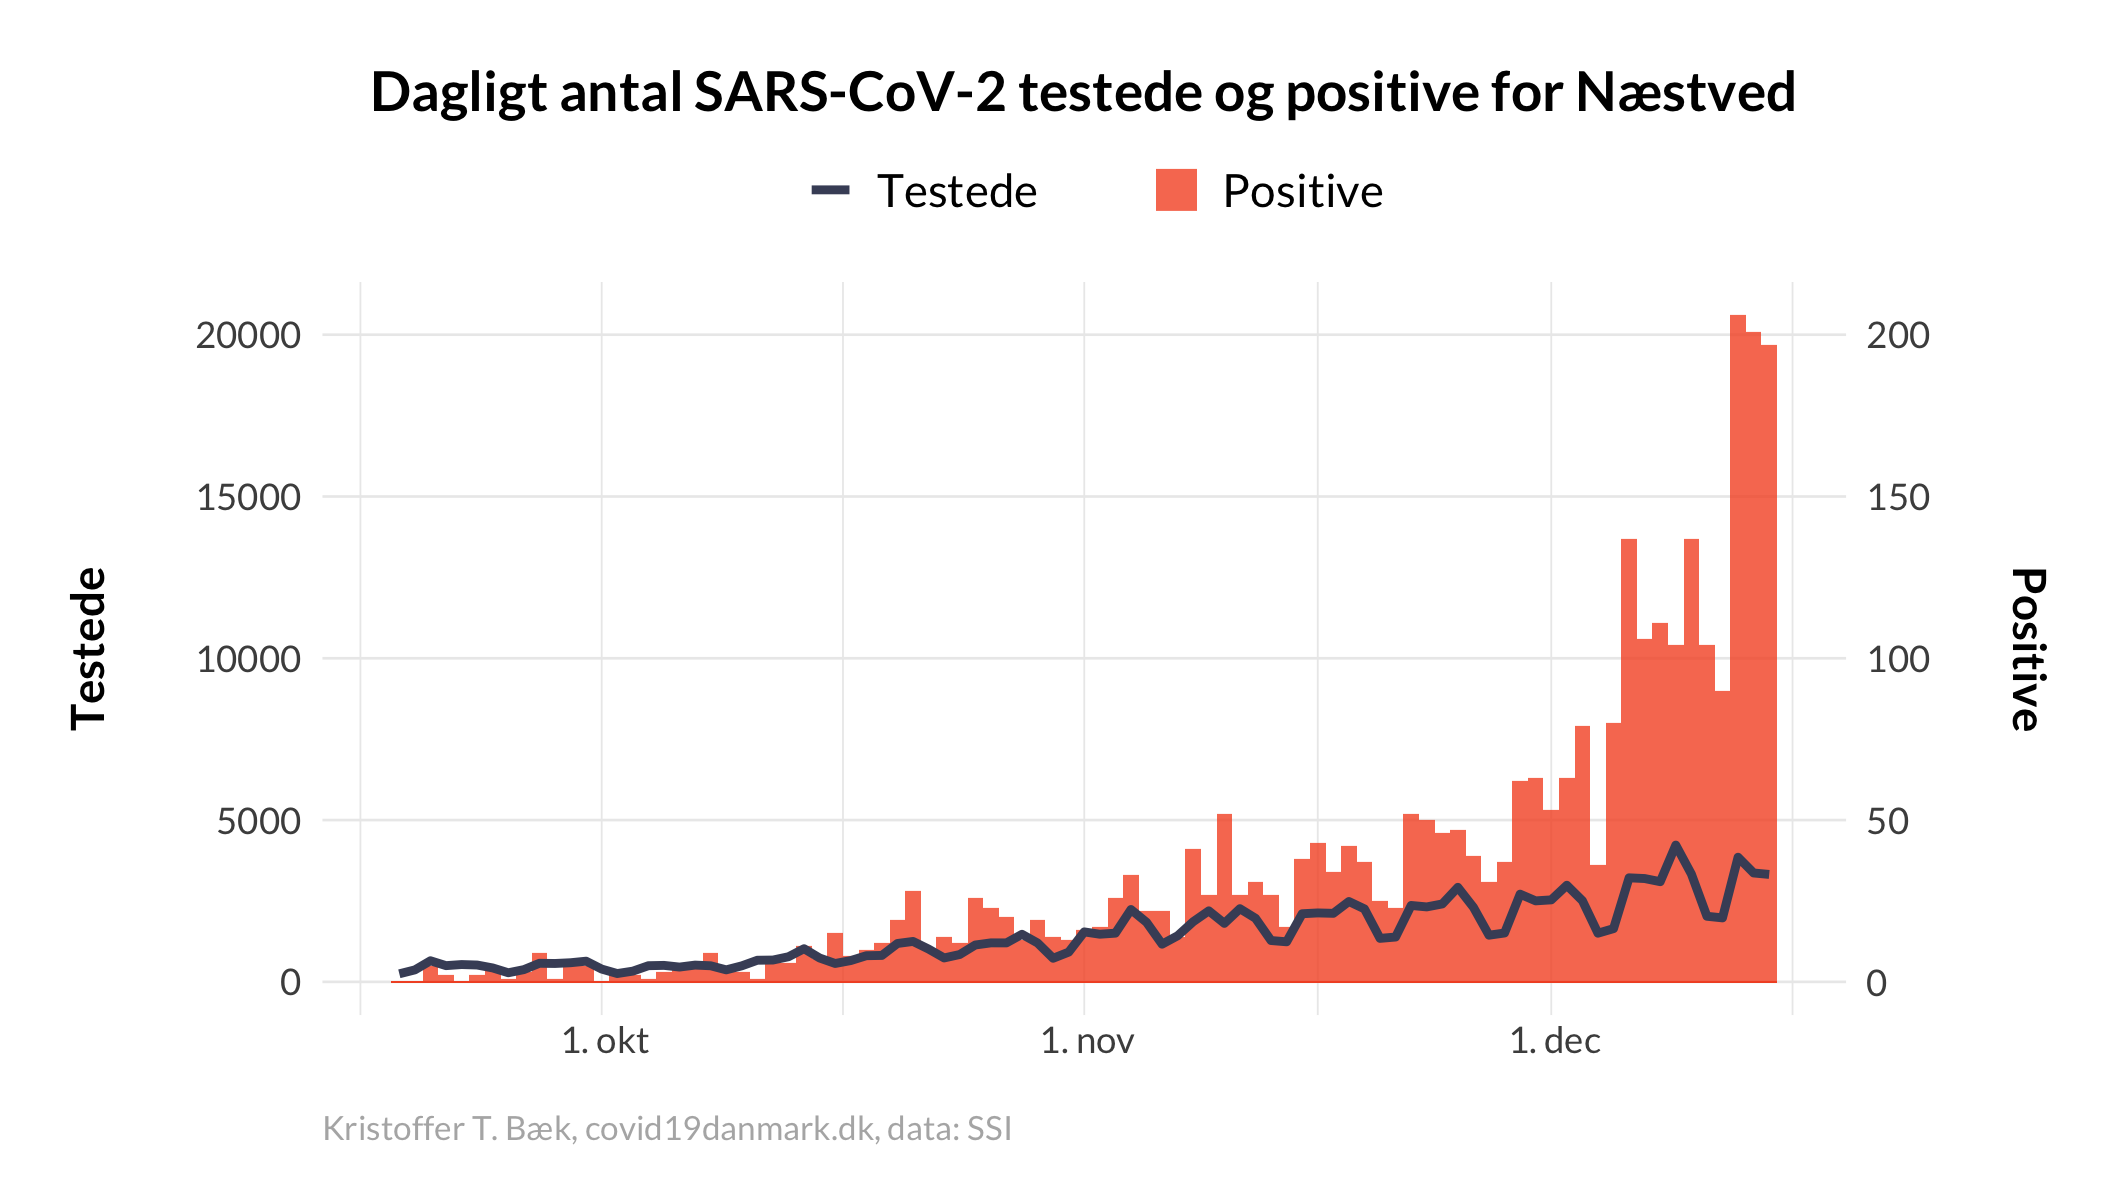 Dagligt antal SARS-CoV-2 testede og positive for Næstved
Testede Positive
20000 200
15000 150
10000 100
5000 50
0 0
Testede
Positive
1. okt 1. nov 1. dec
Kristoffer T. Bæk, covid19danmark.dk, data: SSI